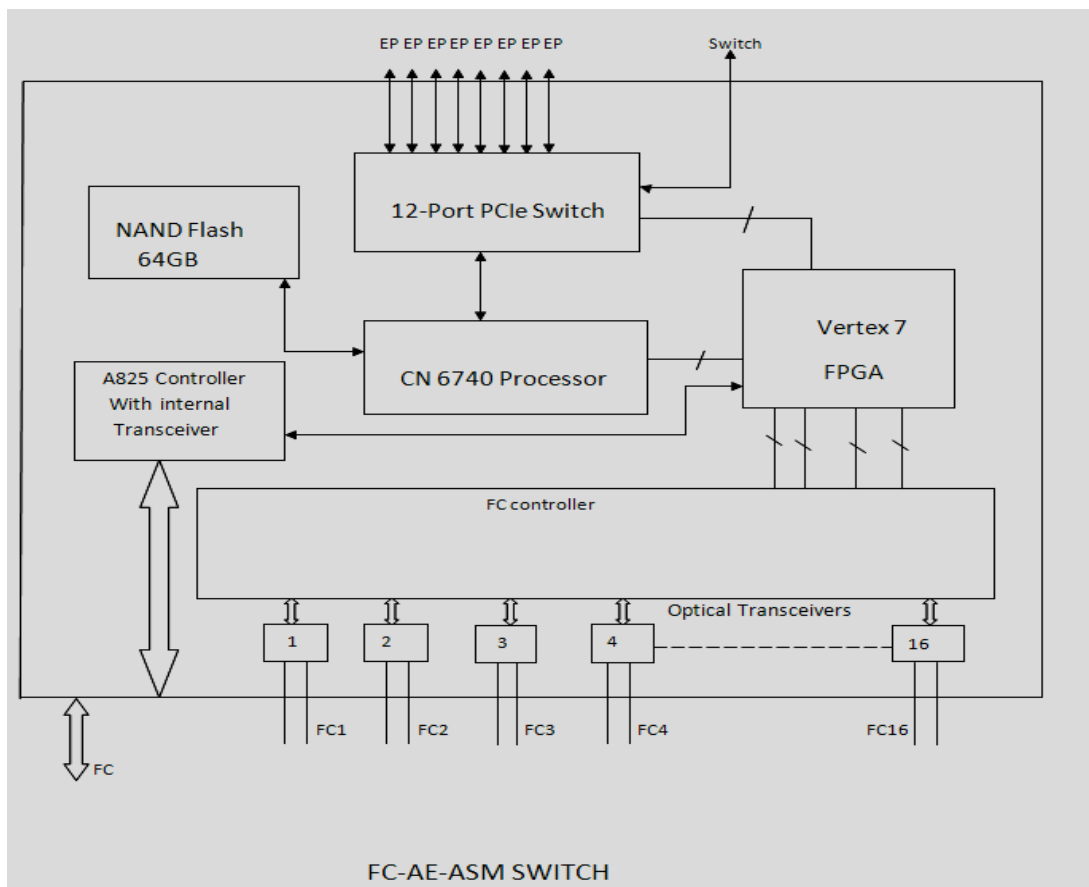 EP EP EP EP EP EP EP EP
Switch
12-Port PCIe Switch
NAND Flash
64GB
Vertex 7
FPGA
CN 6740 Processor
A825 Controller
With internal
Transceiver
FC controller
Optical Transceivers
1
2
3
4
16
FC1
FC2
FC3
FC4
FC16
FC
FC-AE-ASM SWITCH